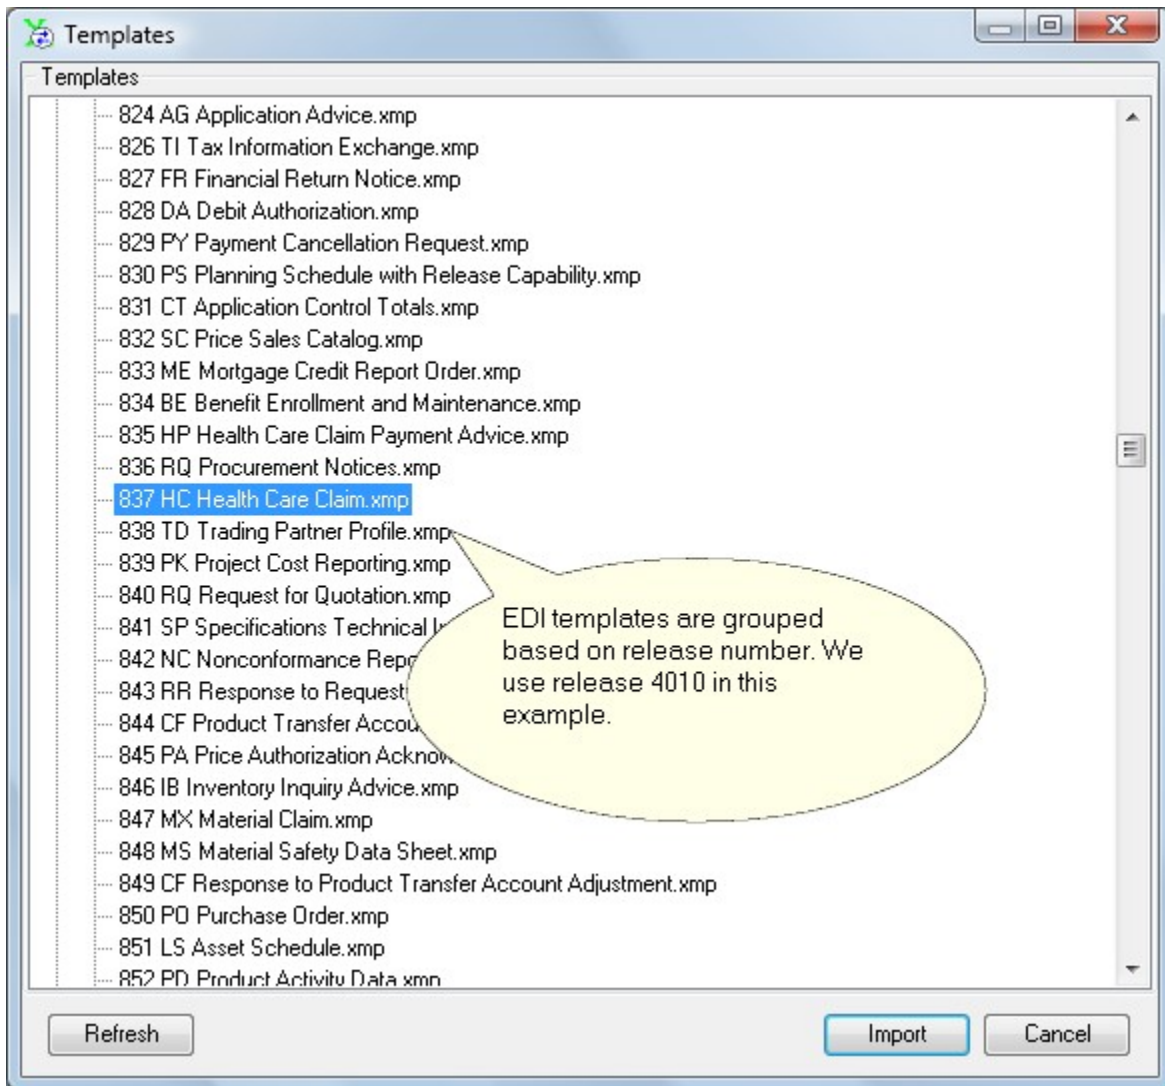 Templates
Templates
824 AG Application Advice.xmp
826 TI Tax Information Exchange.xmp
827 FR Financial Return Notice.xmp
828 DA Debit Authorization.xmp
829 PY Payment Cancellation Request.xmp
830 PS Planning Schedule with Release Capability.xmp
831 CT Application Control Totals.xmp
832 SC Price Sales Catalog.xmp
833 ME Mortgage Credit Report Order.xmp
834 BE Benefit Enrollment and Maintenance.xmp
835 HP Health Care Claim Payment Advice.xmp
836 RQ Procurement Notices.xmp
837 HC Health Care Claim.xmp
838 TD Trading Partner Profile.xmp
839 PK Project Cost Reporting.xmp
840 RQ Request for Quotation.xmp
841 SP Specifications Technical
842 NC Nonconformance
843 RR Response to Request
844 CF Product Transfer
845 PA Price Authorization
846 IB Inventory Inquiry Advice.xmp
847 MX Material Claim.xmp
848 MS Material Safety Data Sheet.xmp
849 CF Response to Product Transfer Account Adjustment.xmp
850 PO Purchase Order.xmp
851 LS Asset Schedule.xmp
852 PD Product Activity Data.xmp
EDI templates are grouped
based on release number. We
use release 4010 in this
example.
Refresh
Import
Cancel